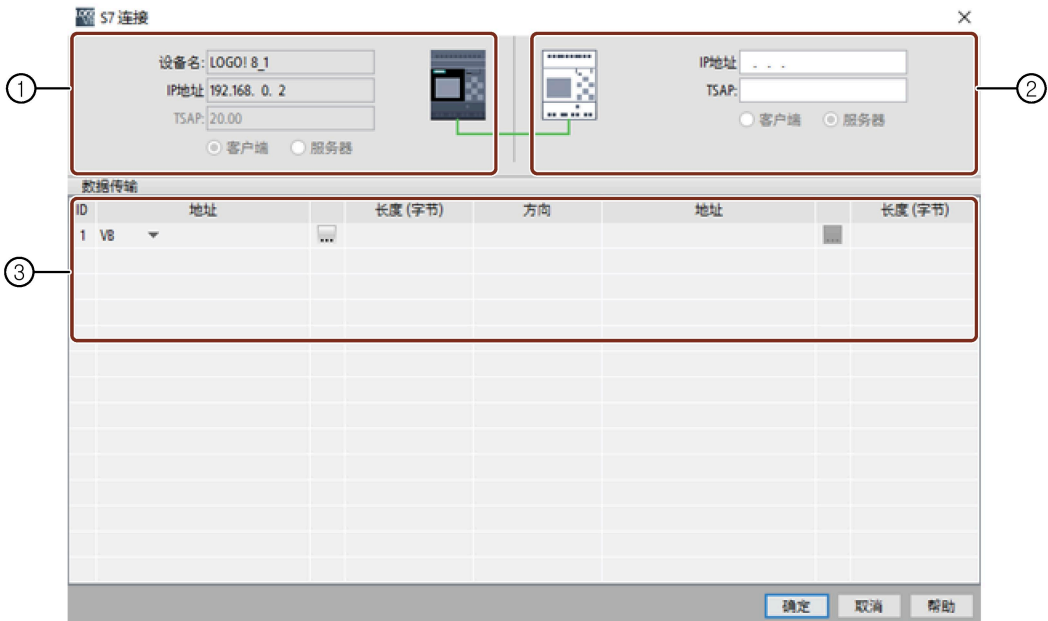 S7 连接
设备名: LOGO! 8_1
IP地址 192.168. 0. 2
TSAP: 20.00
客户端 服务器
IP地址 . . .
TSAP:
客户端 服务器
①
②
数据传输
ID 地址 长度 (字节) 方向 地址 长度 (字节)
1 VB ...
...
③
确定 取消 帮助